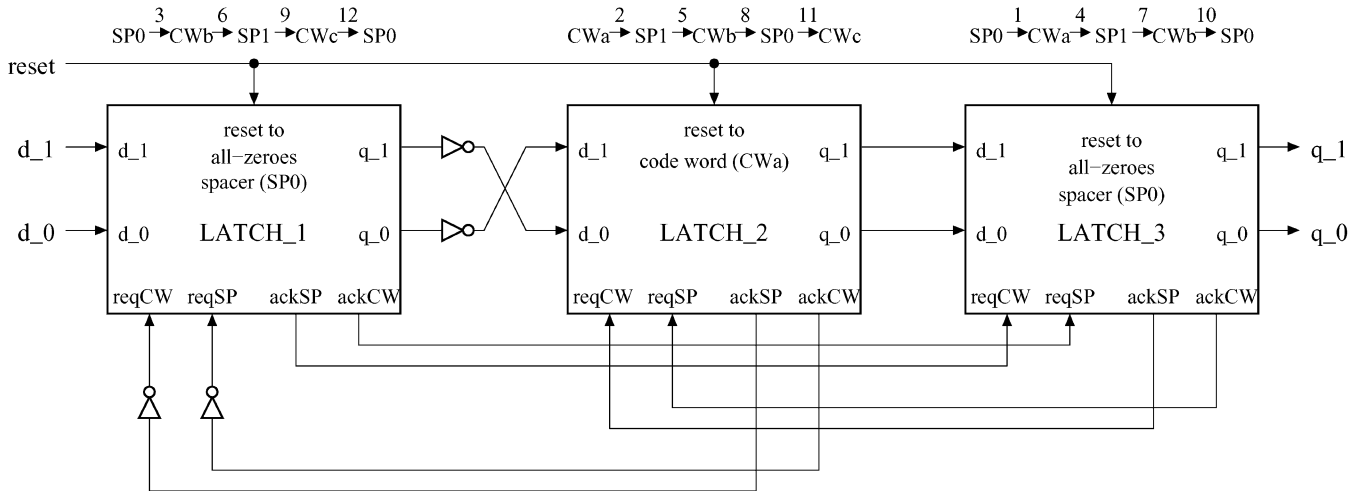 3 6 9 12 2 5 8 11 1 4 7 10
SP0 CWb SP1 CWc SP0 CWa SP1 CWb SP0 CWc SP0 CWa SP1 CWb SP0
reset
reset to
all-zeroes
spacer (SP0)
LATCH_1
d_1 d_1 q_1
d_0 d_0 q_0
reqCW reqSP ackSP ackCW
reset to
code word (CWa)
LATCH_2
d_1 q_1
d_0 q_0
reqCW reqSP ackSP ackCW
reset to
all-zeroes
spacer (SP0)
LATCH_3
d_1 q_1 q_1
d_0 q_0 q_0
reqCW reqSP ackSP ackCW